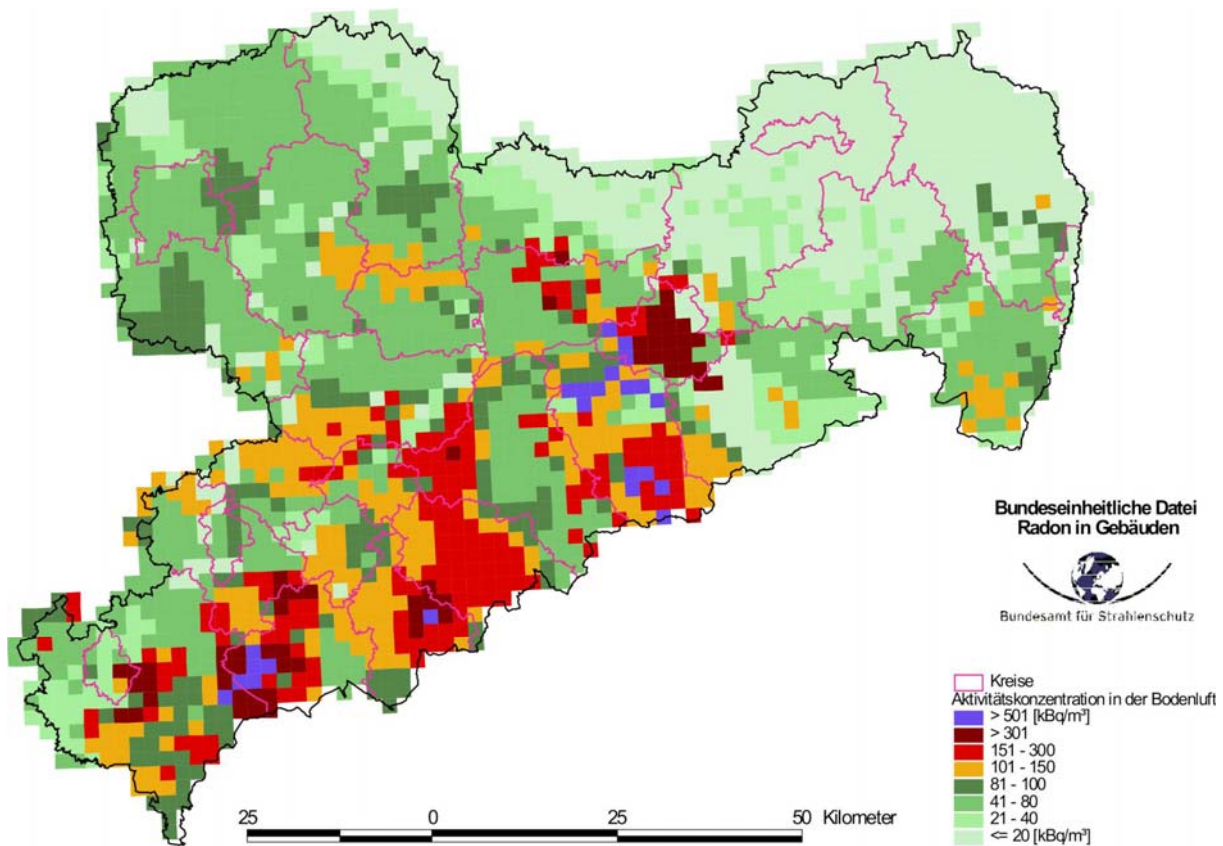 Bundeseinheitliche Datei
Radon in Gebäuden
Bundesamt für Strahlenschutz
Kreise
Aktivitätskonzentration in der Bodenluft
> 501 [kBq/m³]
> 301
151 - 300
101 - 150
81 - 100
41 - 80
21 - 40
<= 20 [kBq/m³]
25 0 25 50 Kilometer